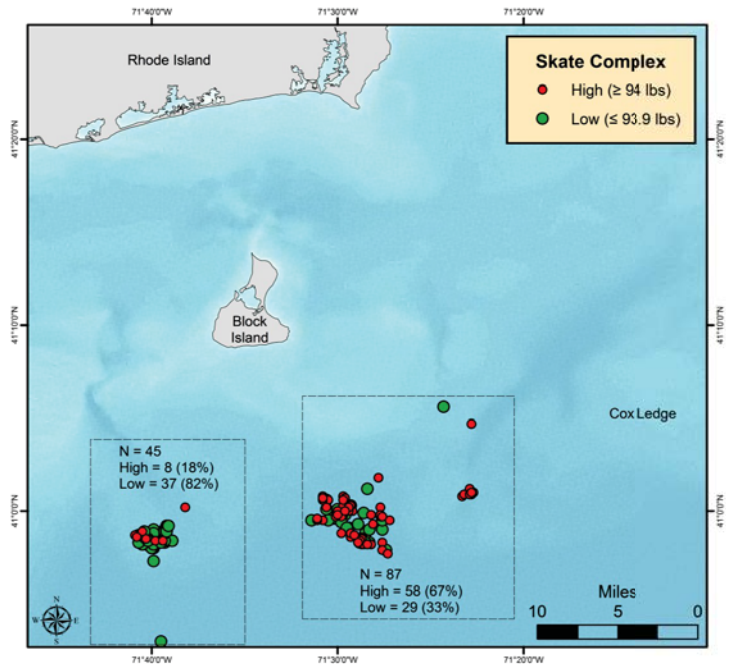 71°40'0"W
71°30'0"W
71°20'0"W
Rhode Island
Skate Complex
High (≥ 94 lbs)
Low (≤ 93.9 lbs)
41°20'0"N
41°20'0"N
41°10'0"N
41°10'0"N
Block
Island
Cox Ledge
N = 45
High = 8 (18%)
Low = 37 (82%)
41°0'0"N
41°0'0"N
N = 87
High = 58 (67%)
Low = 29 (33%)
Miles
10
5
0
N
W
E
S
71°40'0"W
71°30'0"W
71°20'0"W